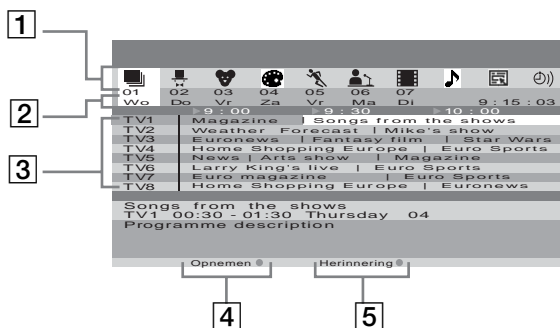 1
01 02 03 04 05 06 07
2
Wo Do Vr Za Vr Ma Di 9:15:03
9:00 9:30 10:00
TV1 Magazine | Songs from the shows
TV2 Weather Forecast | Mike's show
TV3 Euronews | Fantasy film | Star Wars
3
TV4 Home Shopping Europe | Euro Sports
TV5 News | Arts show | Magazine
TV6 Larry King's live | Euro Sports
TV7 Euro magazine | Euro Sports
TV8 Home Shopping Europe | Euronews
Songs from the shows
TV1 00:30 - 01:30 Thursday 04
Programme description
Opnemen Herinnering
4 5